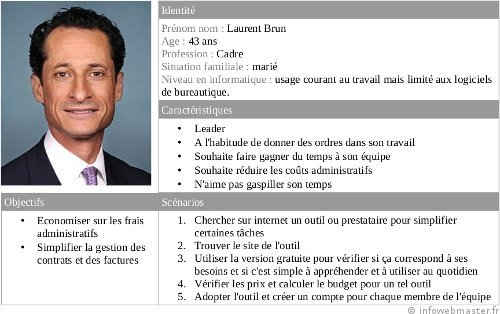 Identité
Prénom nom : Laurent Brun
Age : 43 ans
Profession : Cadre
Situation familiale : marié
Niveau en informatique : usage courant au travail mais limité aux logiciels
de bureautique.
Caractéristiques
• Leader
• A l'habitude de donner des ordres dans son travail
• Souhaite faire gagner du temps à son équipe
• Souhaite réduire les coûts administratifs
• N'aime pas gaspiller son temps
Objectifs
• Economiser sur les frais
administratifs
• Simplifier la gestion des
contrats et des factures
Scénarios
1. Chercher sur internet un outil ou prestataire pour simplifier
certaines tâches
2. Trouver le site de l'outil
3. Utiliser la version gratuite pour vérifier si ça correspond à ses
besoins et si c'est simple à appréhender et à utiliser au quotidien
4. Vérifier les prix et calculer le budget pour un tel outil
5. Adopter l'outil et créer un compte pour chaque membre de l'équipe
© infowebmaster.fr